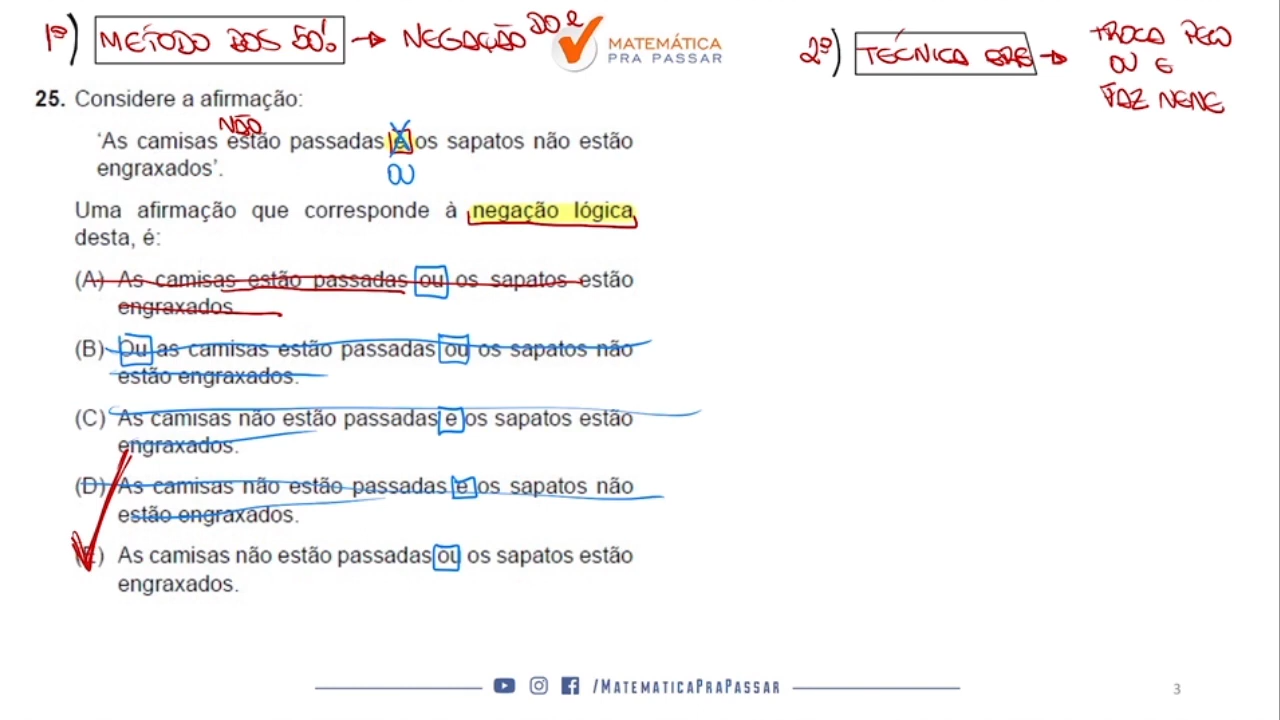 1º) MÉTODO DOS 50% → NEGAÇÃO DO e
MATEMÁTICA
PRA PASSAR
2º) TÉCNICA → TROCA PELO
OU E
FAZ NENE
25. Considere a afirmação:
NÃO
'As camisas estão passadas e os sapatos não estão
engraxados'.
OU
Uma afirmação que corresponde à negação lógica
desta, é:
(A) As camisas estão passadas ou os sapatos estão
engraxados.
(B) Ou as camisas estão passadas ou os sapatos não
estão engraxados.
(C) As camisas não estão passadas e os sapatos estão
engraxados.
(D) As camisas não estão passadas e os sapatos não
estão engraxados.
(E) As camisas não estão passadas ou os sapatos estão
engraxados.
/MATEMATICAPRAPASSAR
3